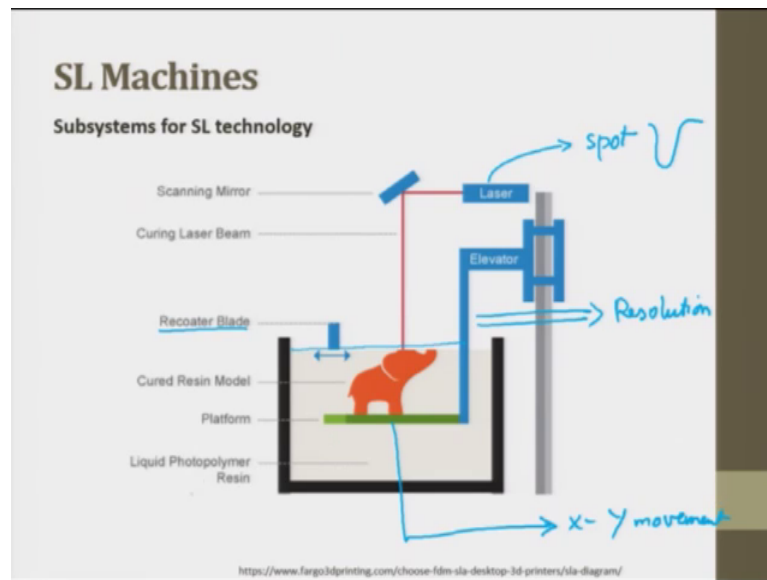 SL Machines
Subsystems for SL technology
spot
Scanning Mirror
Laser
Curing Laser Beam
Elevator
Resolution
Recoater Blade
Cured Resin Model
Platform
Liquid Photopolymer
Resin
x- y movement
https://www.fargo3dprinting.com/choose-fdm-sla-desktop-3d-printers/sla-diagram/